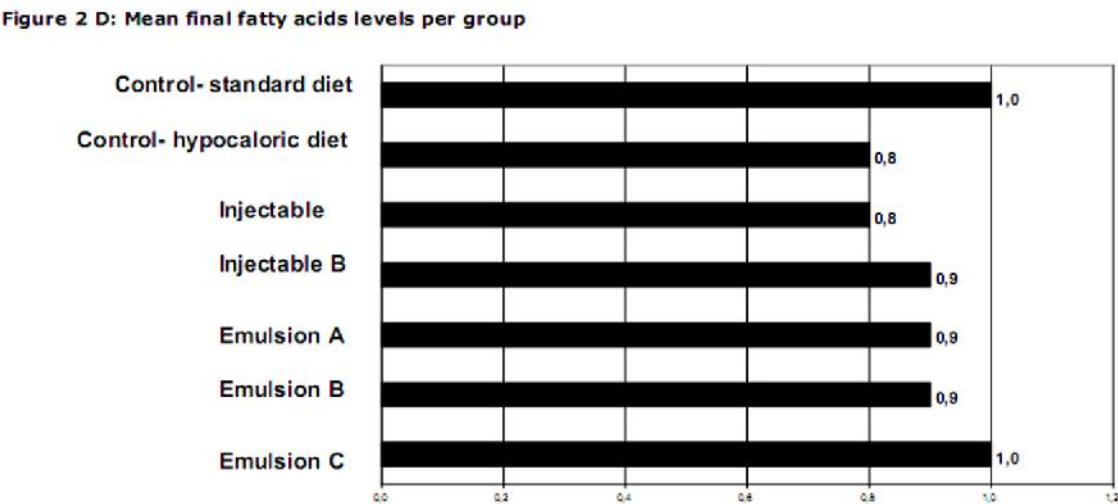 Figure 2 D: Mean final fatty acids levels per group
Control- standard diet
1,0
Control- hypocaloric diet
0,8
Injectable
0,8
Injectable B
0,9
Emulsion A
0,9
Emulsion B
0,9
Emulsion C
1,0
0,0 0,2 0,4 0,6 0,8 1,0 1,2